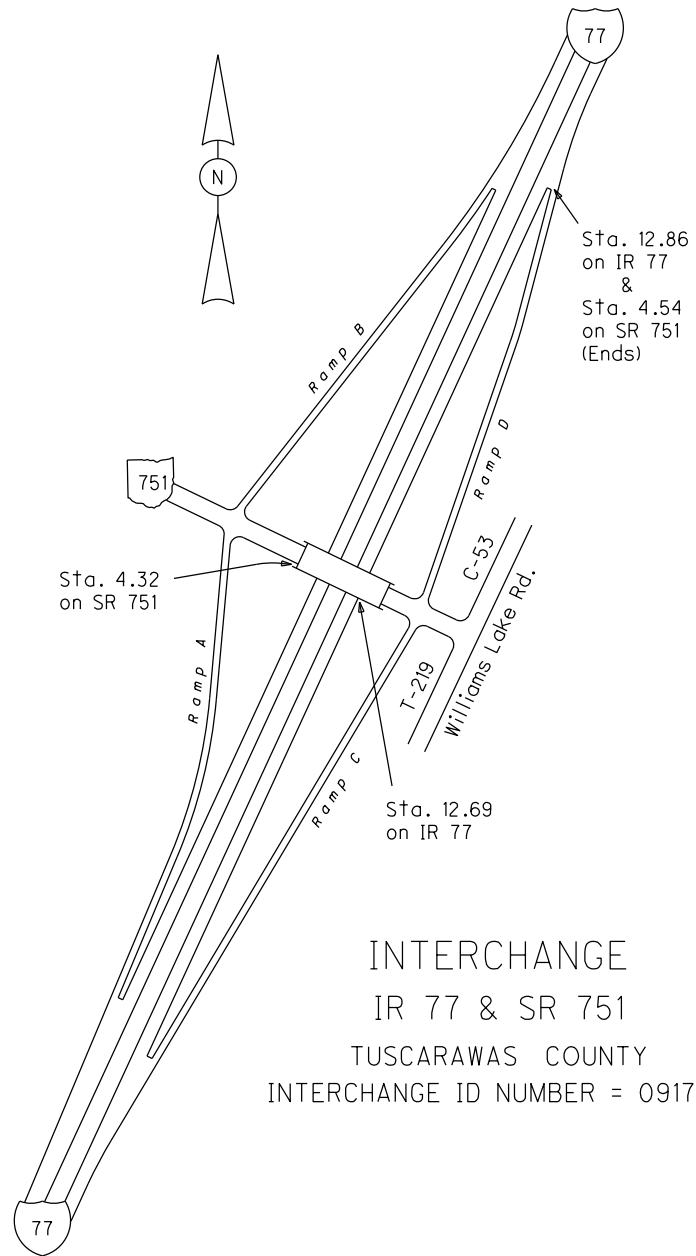 77
N
Sta. 12.86
on IR 77
&
Sta. 4.54
on SR 751
(Ends)
Ramp B
Ramp D
751
C-53
Sta. 4.32
on SR 751
Williams Lake Rd.
Ramp A
T-219
Ramp C
Sta. 12.69
on IR 77
INTERCHANGE
IR 77 & SR 751
TUSCARAWAS COUNTY
INTERCHANGE ID NUMBER = 0917
77